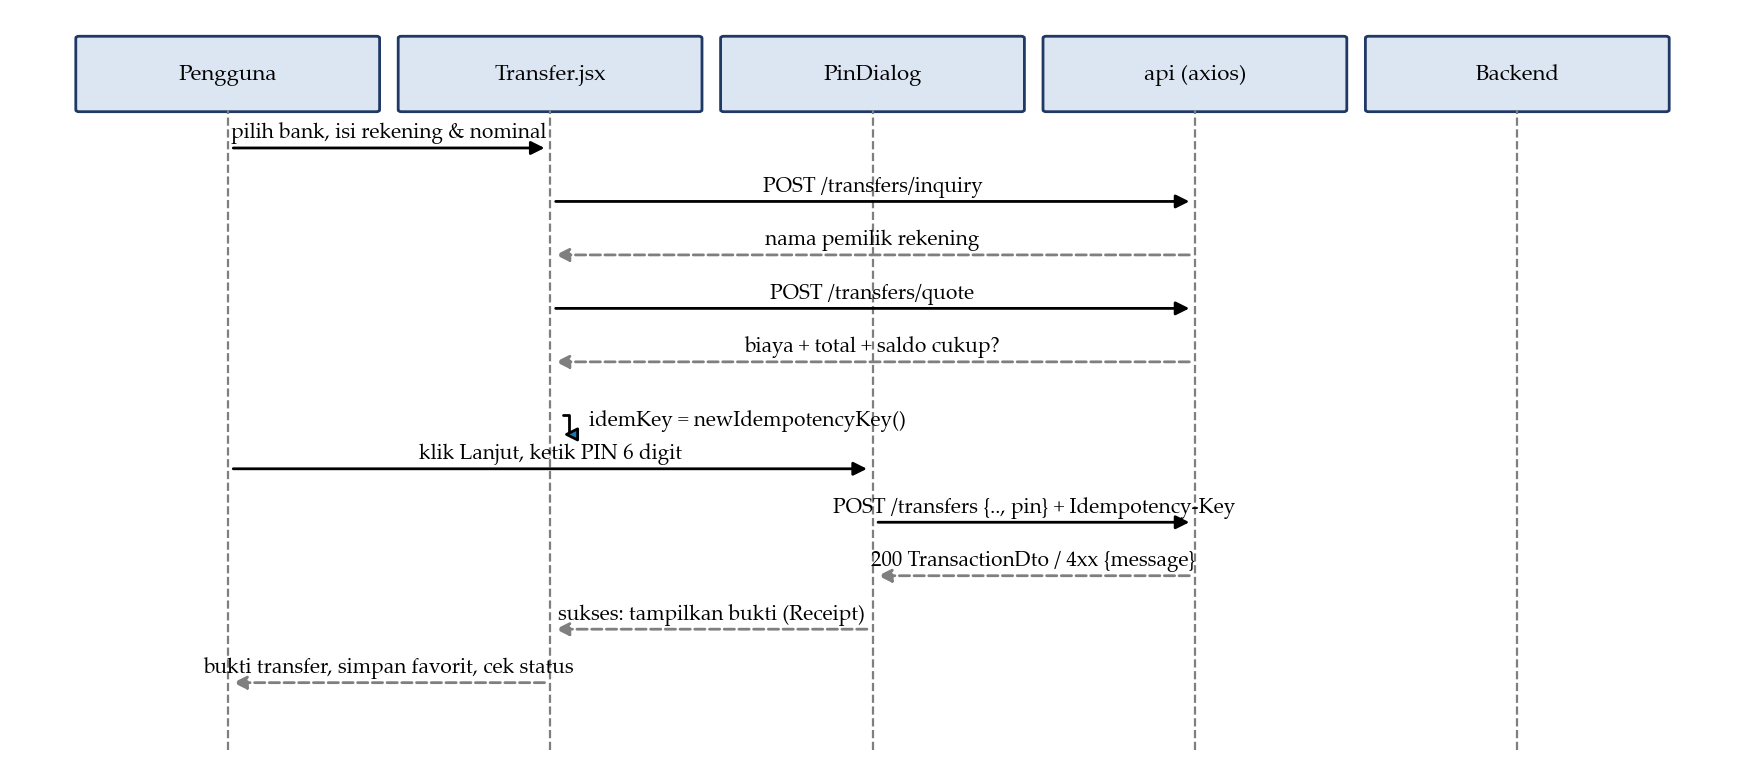 Pengguna
Transfer.jsx
PinDialog
api (axios)
Backend
pilih bank, isi rekening & nominal
POST /transfers/inquiry
nama pemilik rekening
POST /transfers/quote
biaya + total + saldo cukup?
idemKey = newIdempotencyKey()
klik Lanjut, ketik PIN 6 digit
POST /transfers {.., pin} + Idempotency-Key
200 TransactionDto / 4xx {message}
sukses: tampilkan bukti (Receipt)
bukti transfer, simpan favorit, cek status